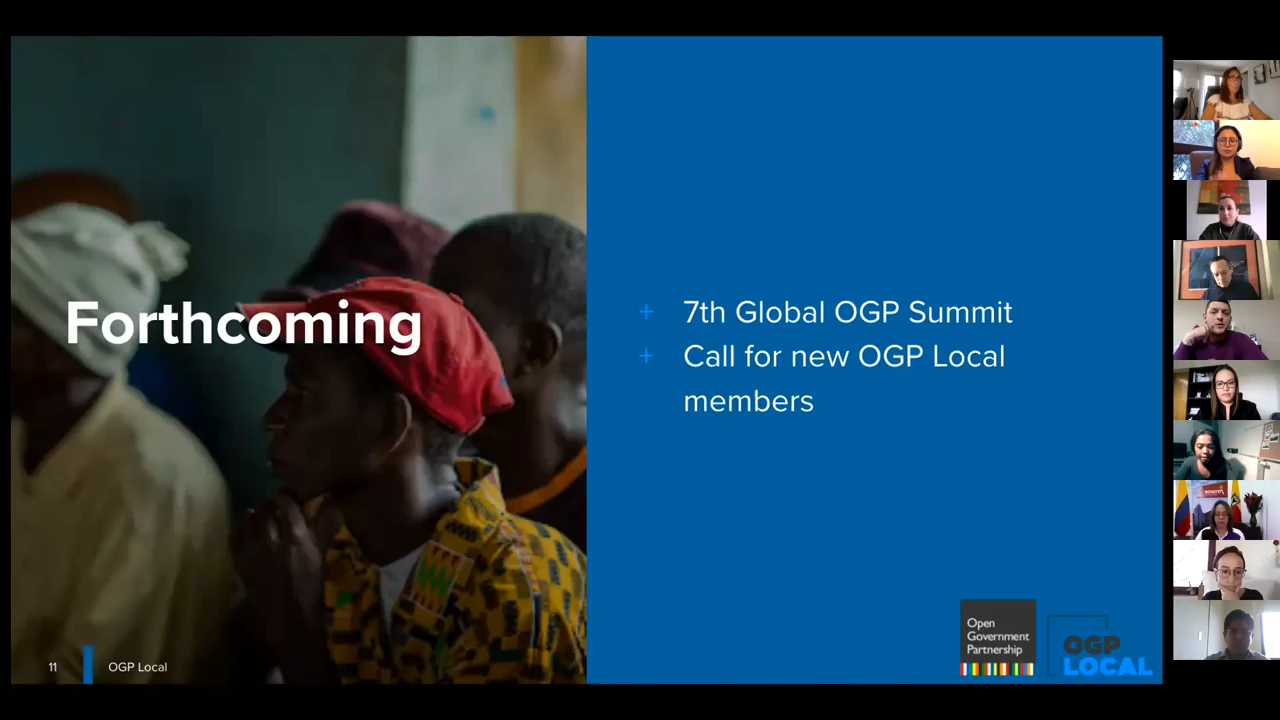 Forthcoming
+ 7th Global OGP Summit
+ Call for new OGP Local
members
11
OGP Local
Open
Government
Partnership
OGP
LOCAL
BOGOTÁ